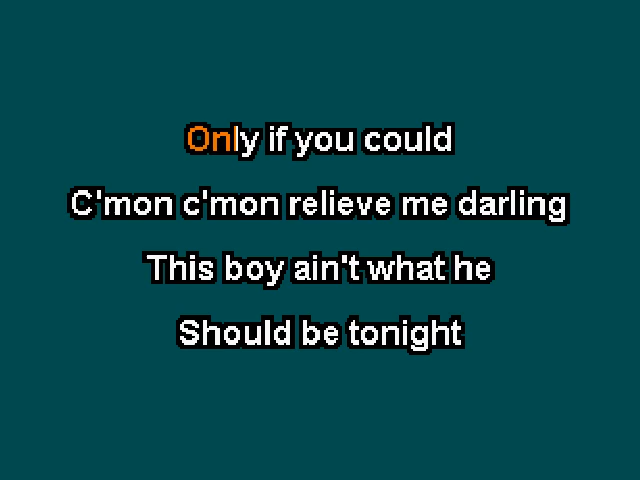 Only if you could
C'mon c'mon relieve me darling
This boy ain't what he
Should be tonight